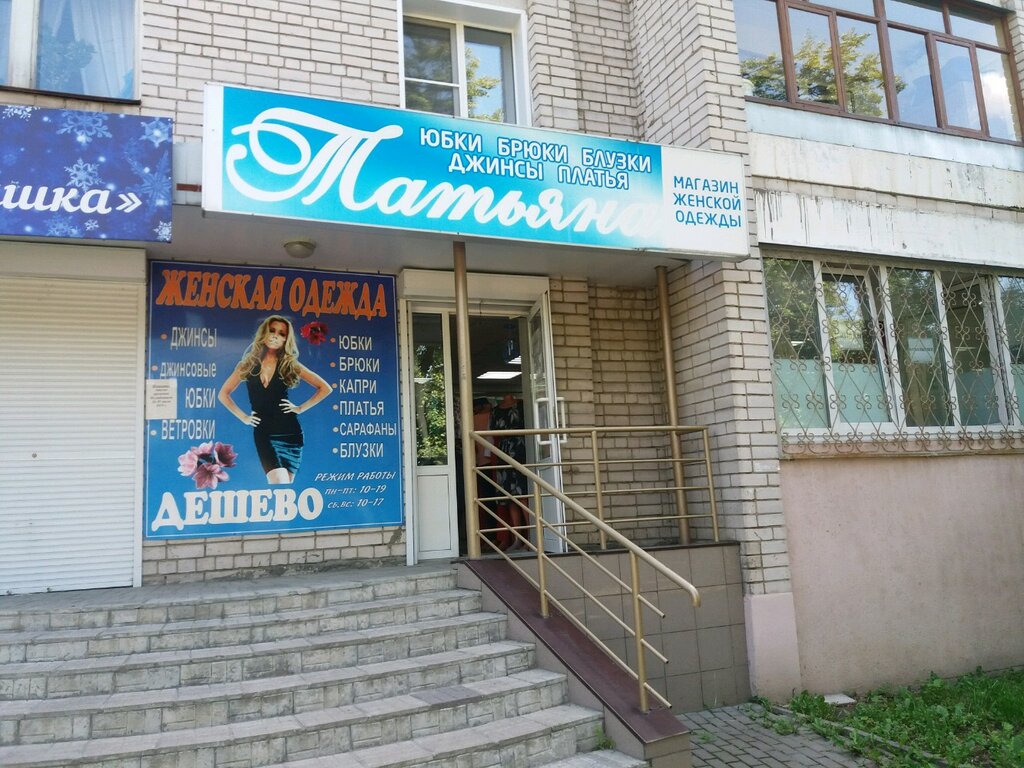 шка»
Татьяна
ЮБКИ БРЮКИ БЛУЗКИ
ДЖИНСЫ ПЛАТЬЯ
МАГАЗИН
ЖЕНСКОЙ
ОДЕЖДЫ
ЖЕНСКАЯ ОДЕЖДА
• ДЖИНСЫ
• ДЖИНСОВЫЕ
ЮБКИ
• ВЕТРОВКИ
• ЮБКИ
• БРЮКИ
• КАПРИ
• ПЛАТЬЯ
• САРАФАНЫ
• БЛУЗКИ
РЕЖИМ РАБОТЫ
ПН-ПТ: 10-19
СБ, ВС: 10-17
ДЕШЕВО